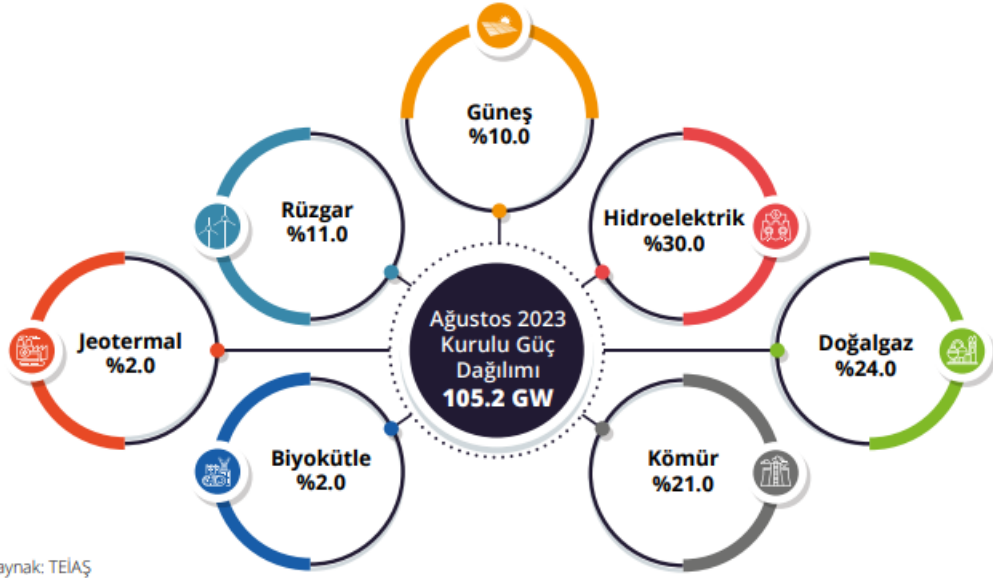 Güneş
%10.0
Rüzgar
%11.0
Hidroelektrik
%30.0
Jeotermal
%2.0
Ağustos 2023
Kurulu Güç
Dağılımı
105.2 GW
Doğalgaz
%24.0
Biyokütle
%2.0
Kömür
%21.0
aynak: TEİAŞ